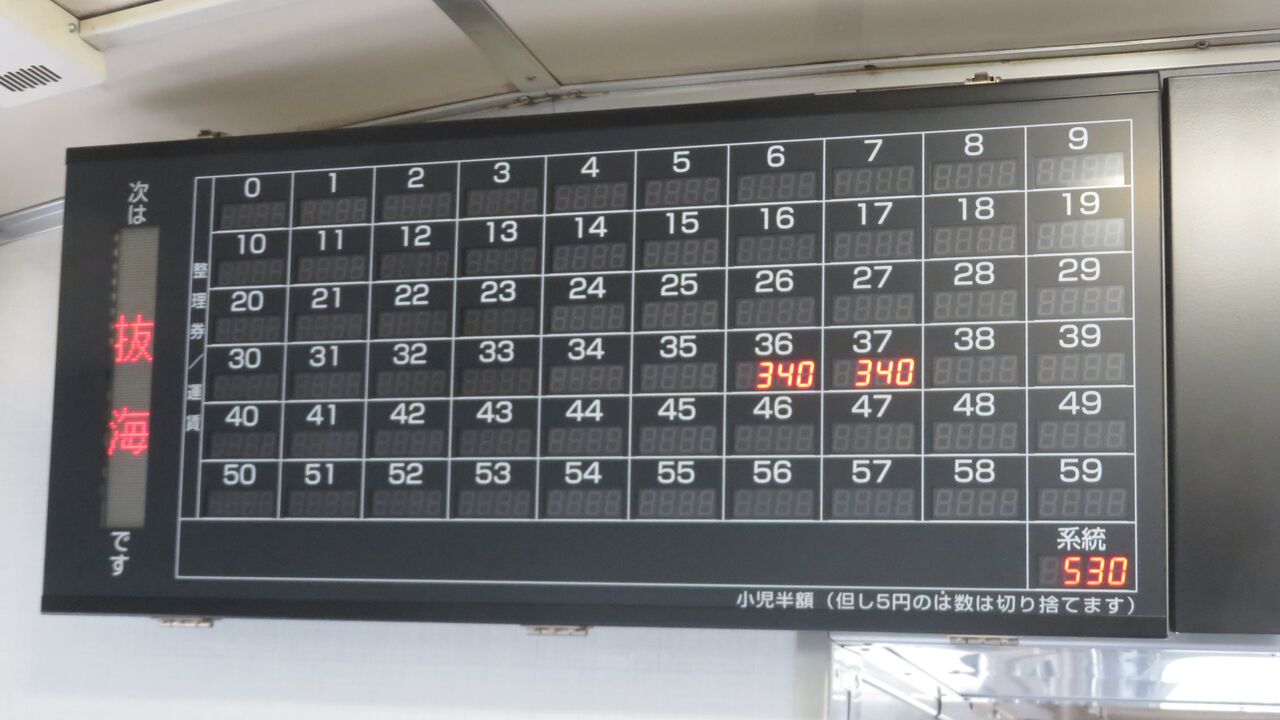 次は
抜海
です
整理券/運賃
0 1 2 3 4 5 6 7 8 9
10 11 12 13 14 15 16 17 18 19
20 21 22 23 24 25 26 27 28 29
30 31 32 33 34 35 36 37 38 39
340 340
40 41 42 43 44 45 46 47 48 49
50 51 52 53 54 55 56 57 58 59
系統
530
小児半額(但し5円のは数は切り捨てます)